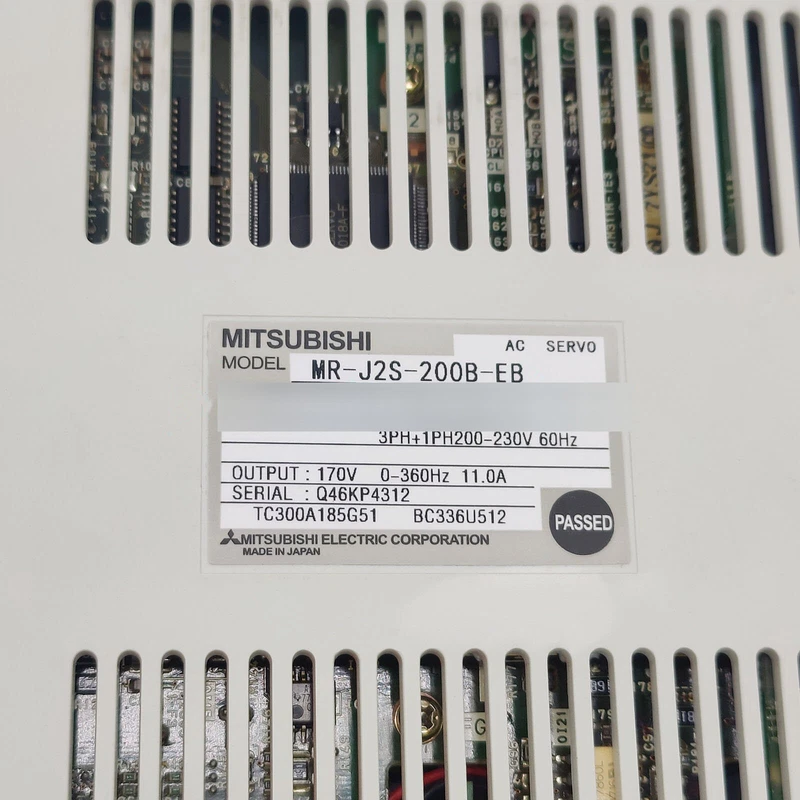 MITSUBISHI
AC SERVO
MODEL MR-J2S-200B-EB
3PH+1PH200-230V 60Hz
OUTPUT : 170V 0-360Hz 11.0A
SERIAL : Q46KP4312
TC300A185G51 BC336U512
PASSED
MITSUBISHI ELECTRIC CORPORATION
MADE IN JAPAN